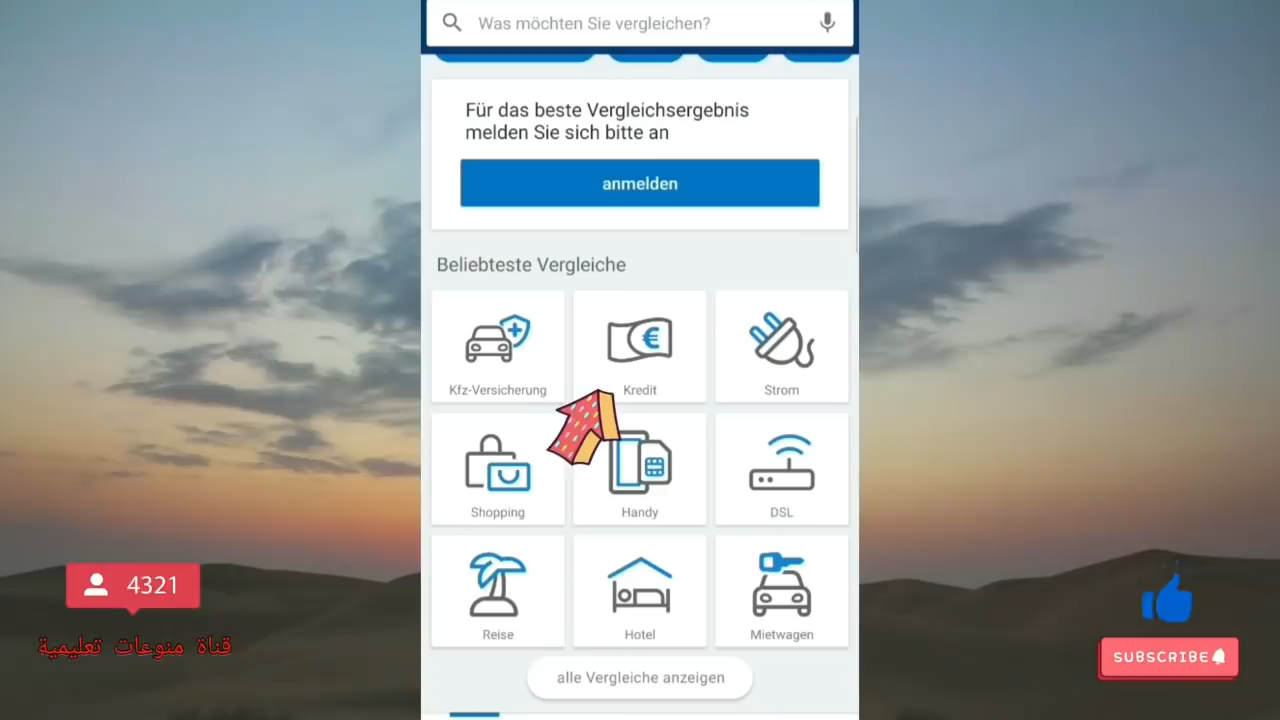 Was möchten Sie vergleichen?
Für das beste Vergleichsergebnis
melden Sie sich bitte an
anmelden
Beliebteste Vergleiche
Kfz-Versicherung
Kredit
Strom
Shopping
Handy
DSL
Reise
Hotel
Mietwagen
alle Vergleiche anzeigen
4321
قناة منوعات تعليمية
SUBSCRIBE